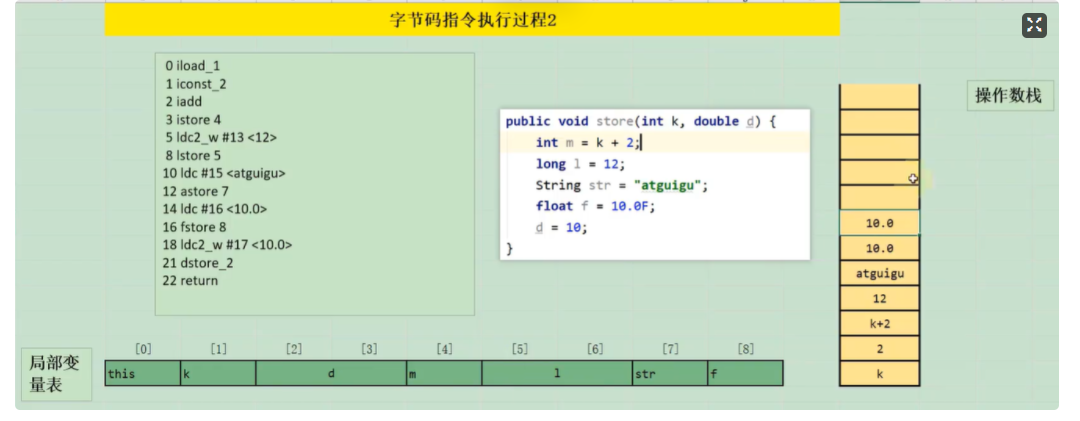 字节码指令执行过程2
0 iload_1
1 iconst_2
2 iadd
3 istore 4
5 ldc2_w #13 <12>
8 lstore 5
10 ldc #15 <atguigu>
12 astore 7
14 ldc #16 <10.0>
16 fstore 8
18 ldc2_w #17 <10.0>
21 dstore_2
22 return
public void store(int k, double d) {
int m = k + 2;
long l = 12;
String str = "atguigu";
float f = 10.0F;
d = 10;
}
操作数栈
10.0
10.0
atguigu
12
k+2
2
k
局部变
量表
[0] [1] [2] [3] [4] [5] [6] [7] [8]
this k d m l str f